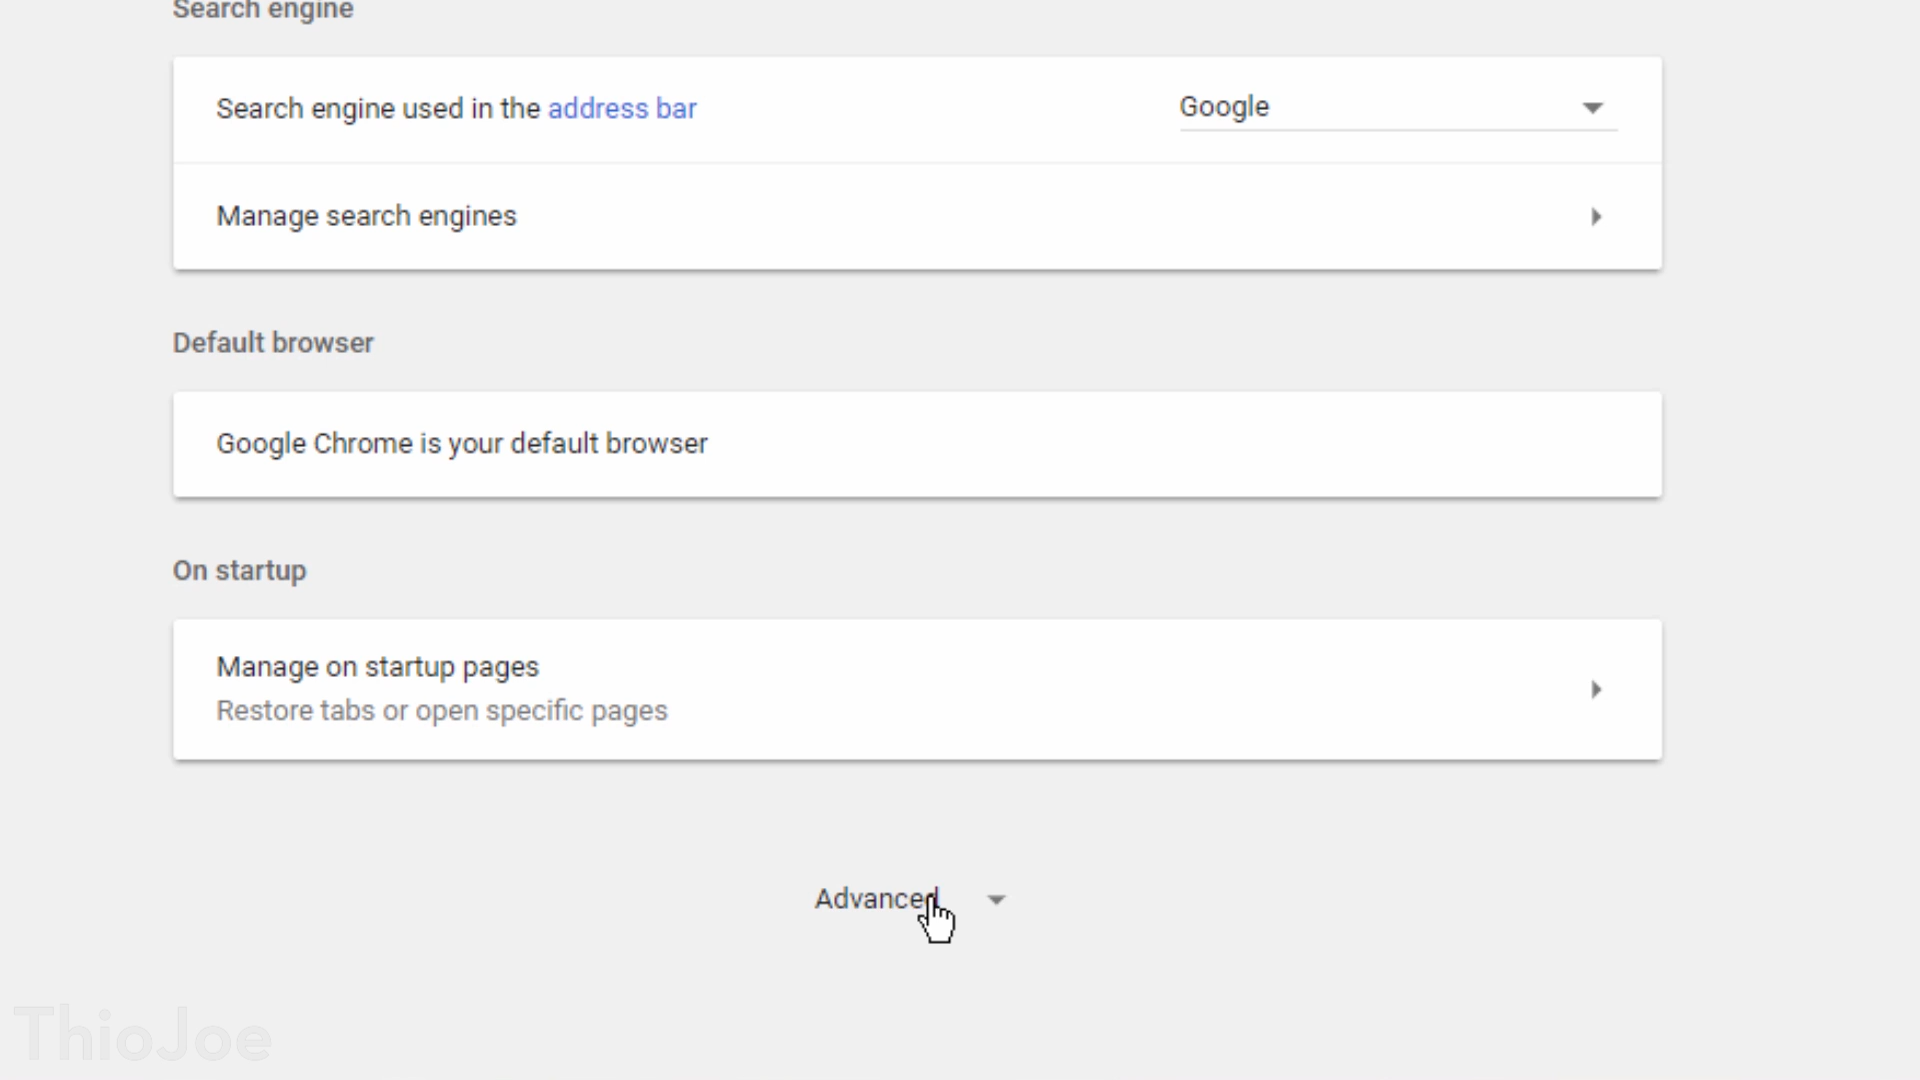 Search engine
Search engine used in the address bar
Google
Manage search engines
Default browser
Google Chrome is your default browser
On startup
Manage on startup pages
Restore tabs or open specific pages
Advanced
ThioJoe